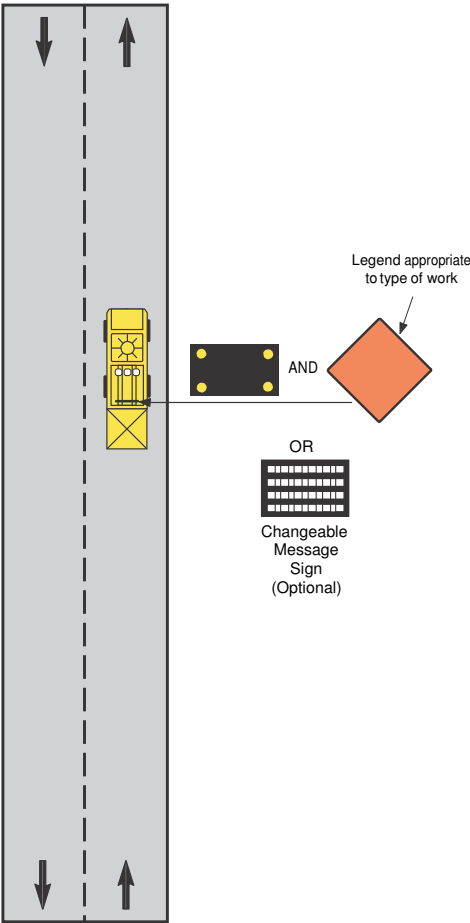 Legend appropriate
to type of work
AND
OR
Changeable
Message
Sign
(Optional)